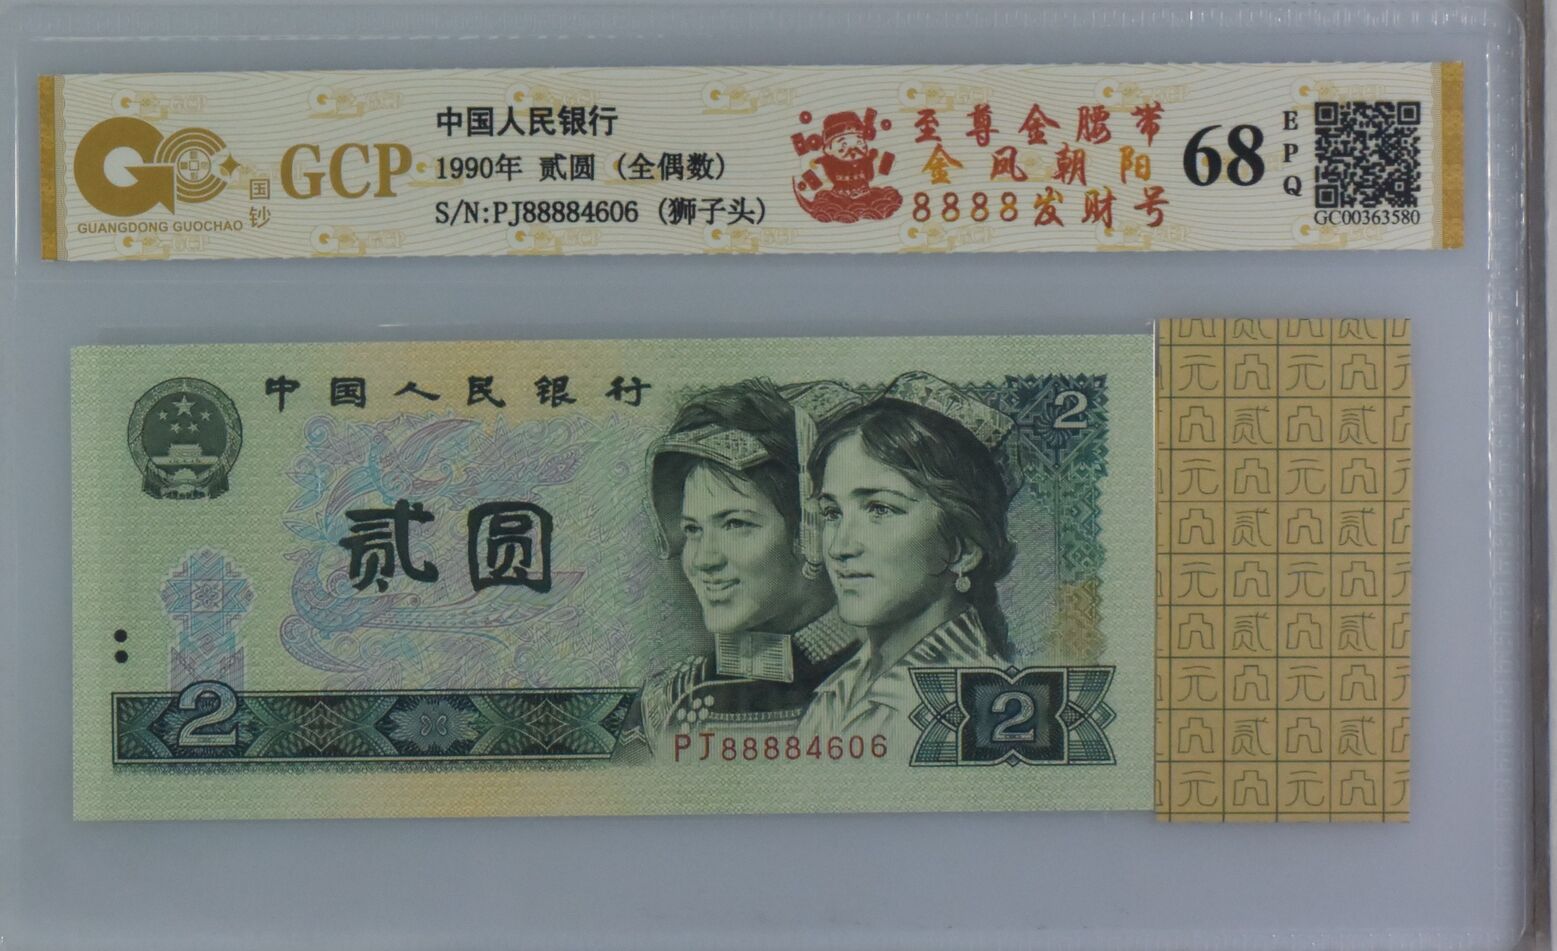 GCP
国钞
GUANGDONG GUOCHAO
中国人民银行
1990年 贰圆 (全偶数)
S/N:PJ88884606 (狮子头)
至尊金腰带
金凤朝阳
8888发财号
68
EPQ
GC00363580
中国人民银行
2
贰圆
2
PJ88884606
2